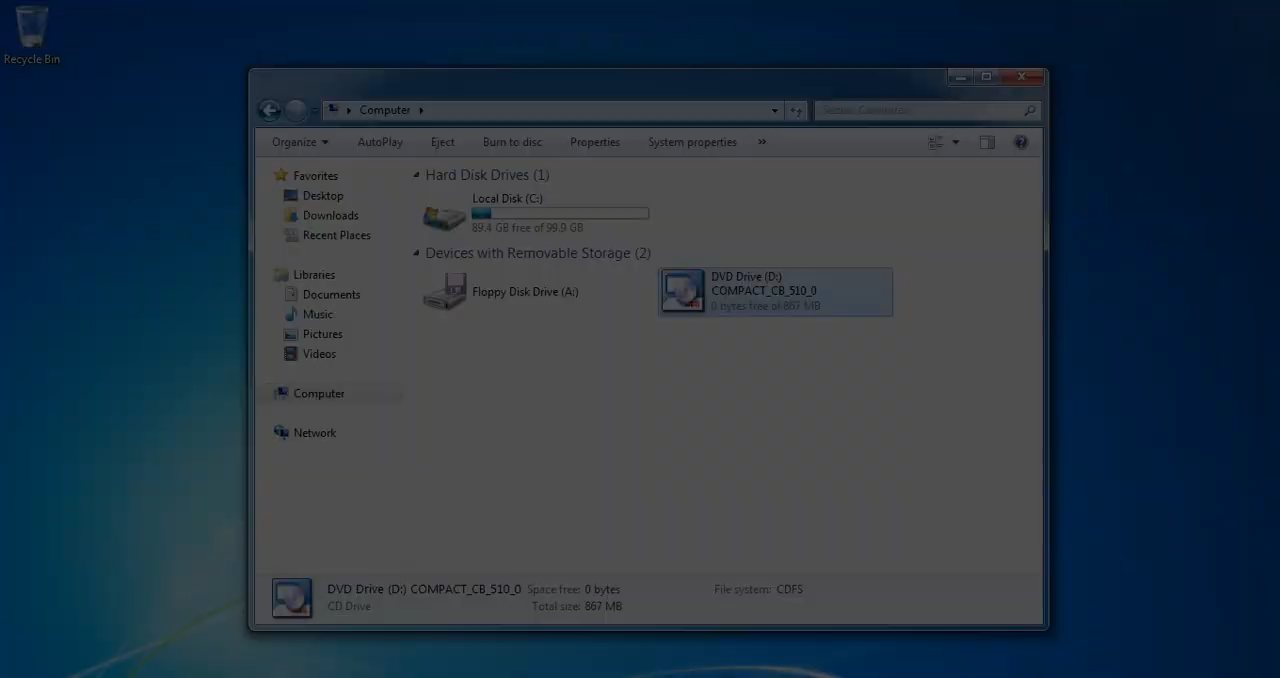 Recycle Bin
Computer
Search Computer
Organize AutoPlay Eject Burn to disc Properties System properties »
Favorites
Desktop
Downloads
Recent Places
Libraries
Documents
Music
Pictures
Videos
Computer
Network
Hard Disk Drives (1)
Local Disk (C:)
89.4 GB free of 99.9 GB
Devices with Removable Storage (2)
Floppy Disk Drive (A:)
DVD Drive (D:)
COMPACT_CB_510_0
0 bytes free of 867 MB
DVD Drive (D:) COMPACT_CB_510_0 Space free: 0 bytes File system: CDFS
CD Drive Total size: 867 MB